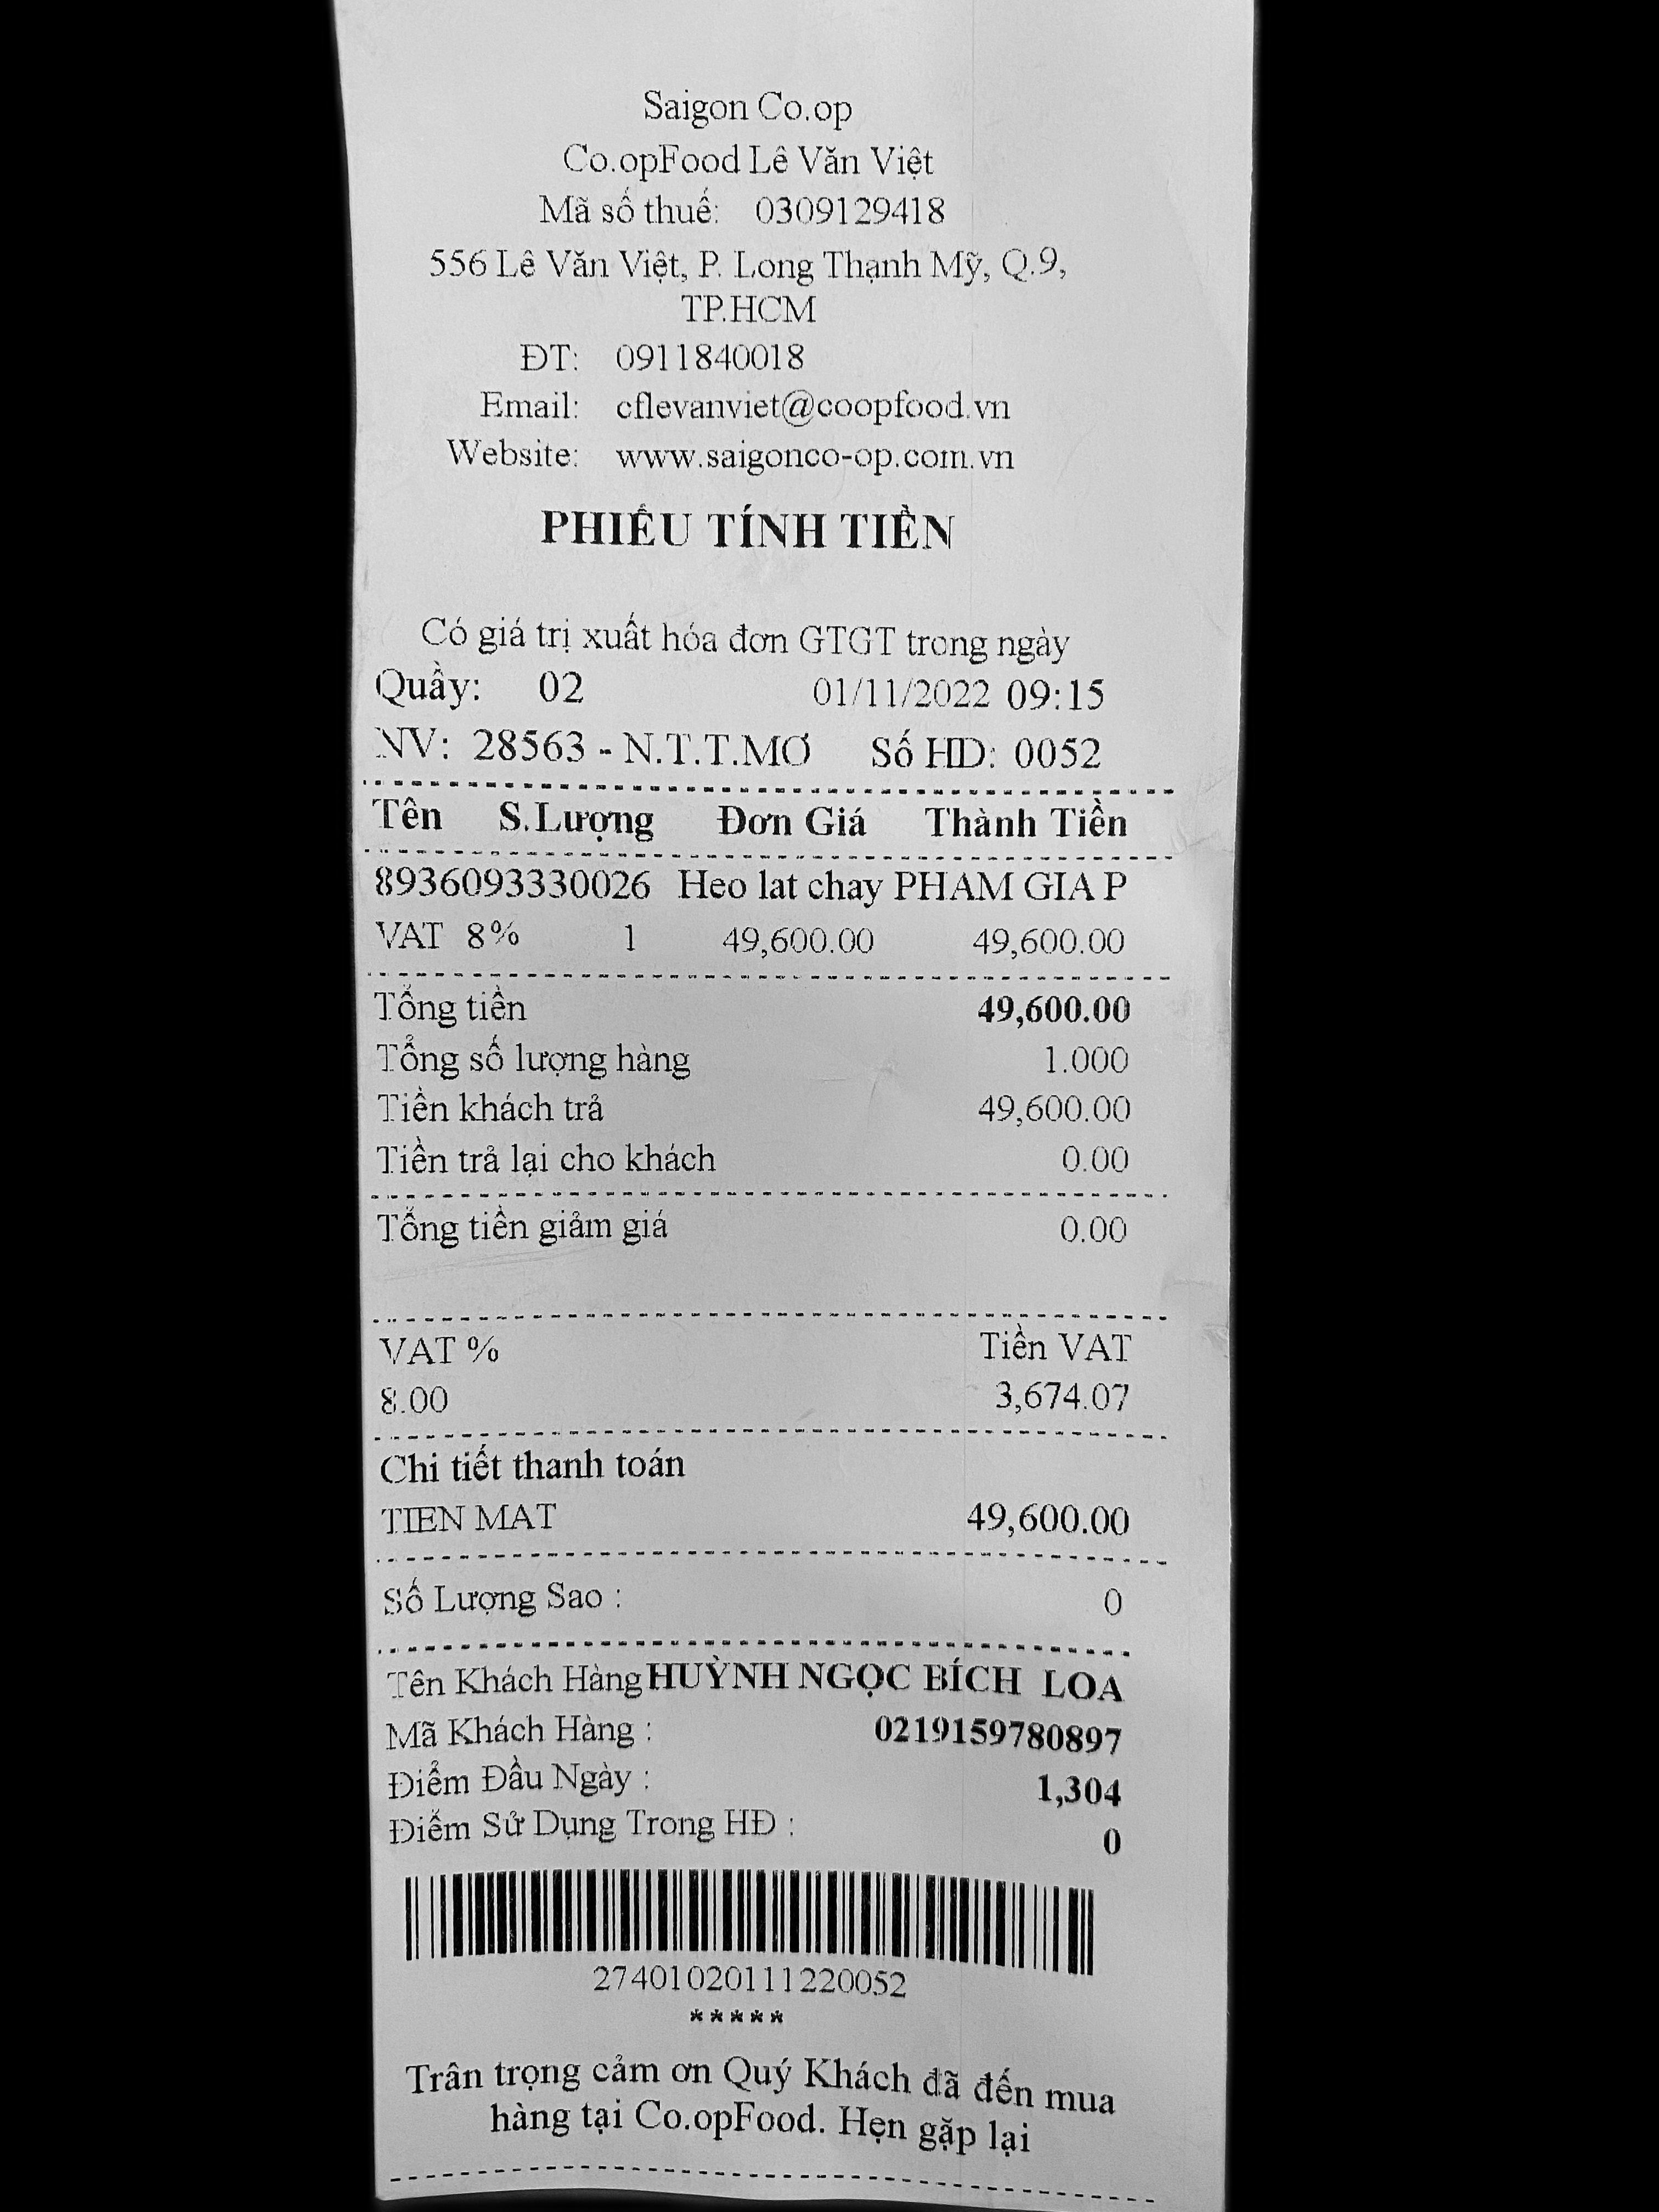 Saigon Co.op
Co.opFood Lê Văn Việt
Mã số thuế: 0309129418
556 Lê Văn Việt, P. Long Thạnh Mỹ, Q.9,
TP.HCM
ĐT: 0911840018
Email: cflevanviet@coopfood.vn
Website: www.saigonco-op.com.vn
PHIẾU TÍNH TIỀN
Có giá trị xuất hóa đơn GTGT trong ngày
Quầy: 02 01/11/2022 09:15
NV: 28563 - N.T.T.MƠ Số HD: 0052
Tên S.Lượng Đơn Giá Thành Tiền
8936093330026 Heo lat chay PHAM GIA P
VAT 8% 1 49,600.00 49,600.00
Tổng tiền 49,600.00
Tổng số lượng hàng 1.000
Tiền khách trả 49,600.00
Tiền trả lại cho khách 0.00
Tổng tiền giảm giá 0.00
VAT % Tiền VAT
8.00 3,674.07
Chi tiết thanh toán
TIEN MAT 49,600.00
Số Lượng Sao : 0
Tên Khách Hàng HUỲNH NGỌC BÍCH LOA
Mã Khách Hàng : 0219159780897
Điểm Đầu Ngày : 1,304
Điểm Sử Dụng Trong HĐ : 0
27401020111220052
*****
Trân trọng cảm ơn Quý Khách đã đến mua
hàng tại Co.opFood. Hẹn gặp lại